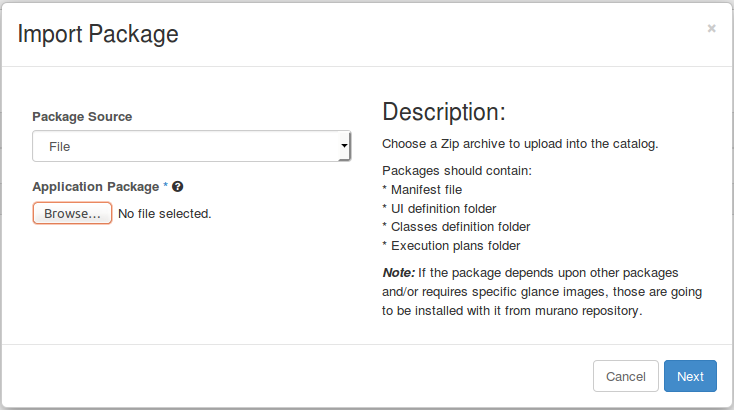 Import Package
×
Package Source
File
Application Package *
Browse... No file selected.
Description:
Choose a Zip archive to upload into the catalog.
Packages should contain:
* Manifest file
* UI definition folder
* Classes definition folder
* Execution plans folder
Note: If the package depends upon other packages
and/or requires specific glance images, those are going
to be installed with it from murano repository.
Cancel Next